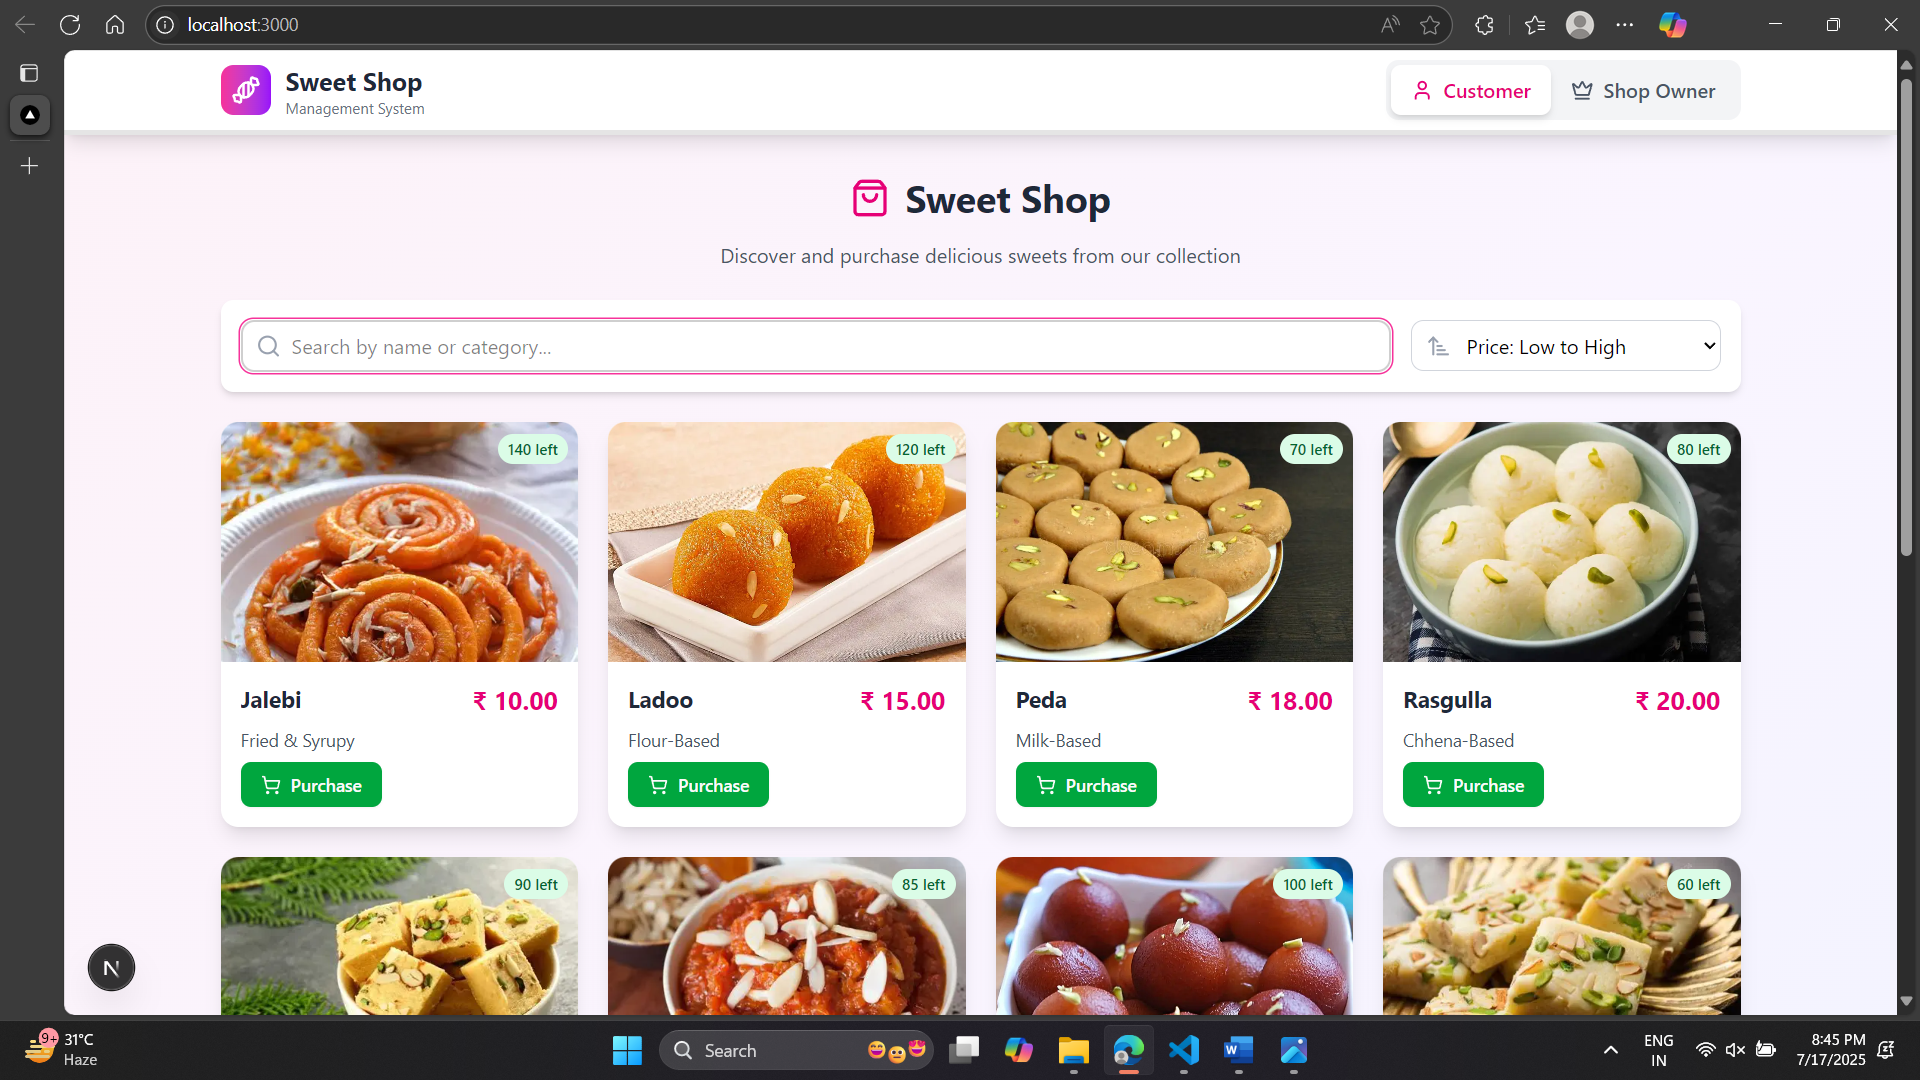 localhost:3000
Sweet Shop
Management System
Customer
Shop Owner
Sweet Shop
Discover and purchase delicious sweets from our collection
Search by name or category...
Price: Low to High
140 left
120 left
70 left
80 left
Jalebi
₹ 10.00
Ladoo
₹ 15.00
Peda
₹ 18.00
Rasgulla
₹ 20.00
Fried & Syrupy
Flour-Based
Milk-Based
Chhena-Based
Purchase
Purchase
Purchase
Purchase
90 left
85 left
100 left
60 left
N
9+
31°C
Haze
Search
W
ENG
IN
8:45 PM
7/17/2025